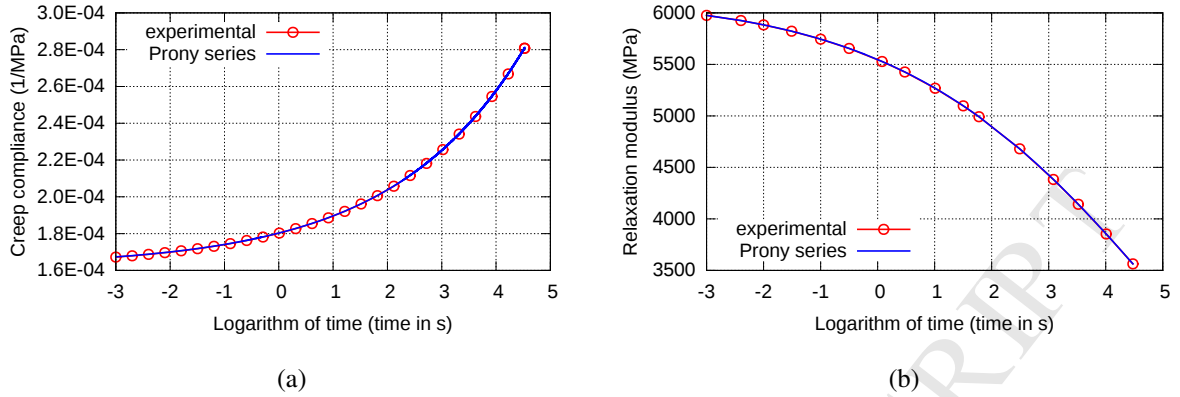 3.0E-04
2.8E-04
2.6E-04
2.4E-04
2.2E-04
2.0E-04
1.8E-04
1.6E-04
Creep compliance (1/MPa)
experimental
Prony series
-3 -2 -1 0 1 2 3 4 5
Logarithm of time (time in s)
(a)
6000
5500
5000
4500
4000
3500
Relaxation modulus (MPa)
experimental
Prony series
-3 -2 -1 0 1 2 3 4 5
Logarithm of time (time in s)
(b)
RIPT